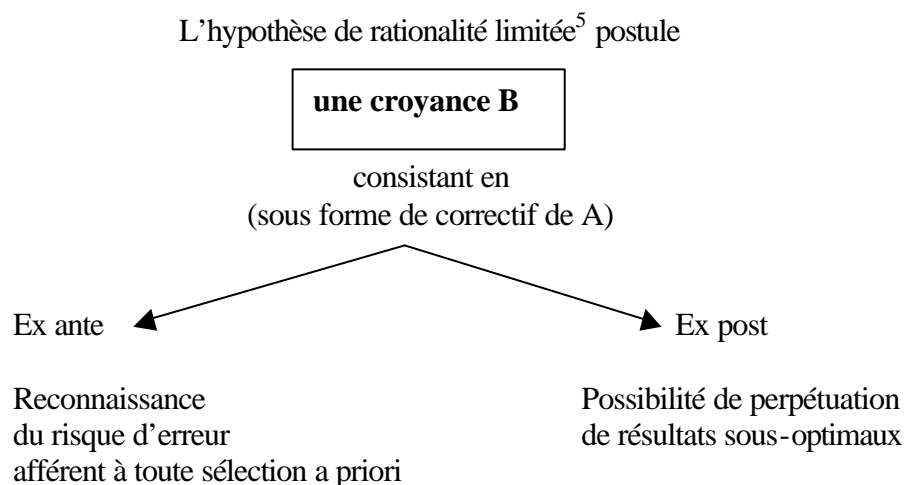 L'hypothèse de rationalité limitée⁵ postule
une croyance B
consistant en
(sous forme de correctif de A)
Ex ante
Ex post
Reconnaissance
du risque d'erreur
afférent à toute sélection a priori
Possibilité de perpétuation
de résultats sous-optimaux